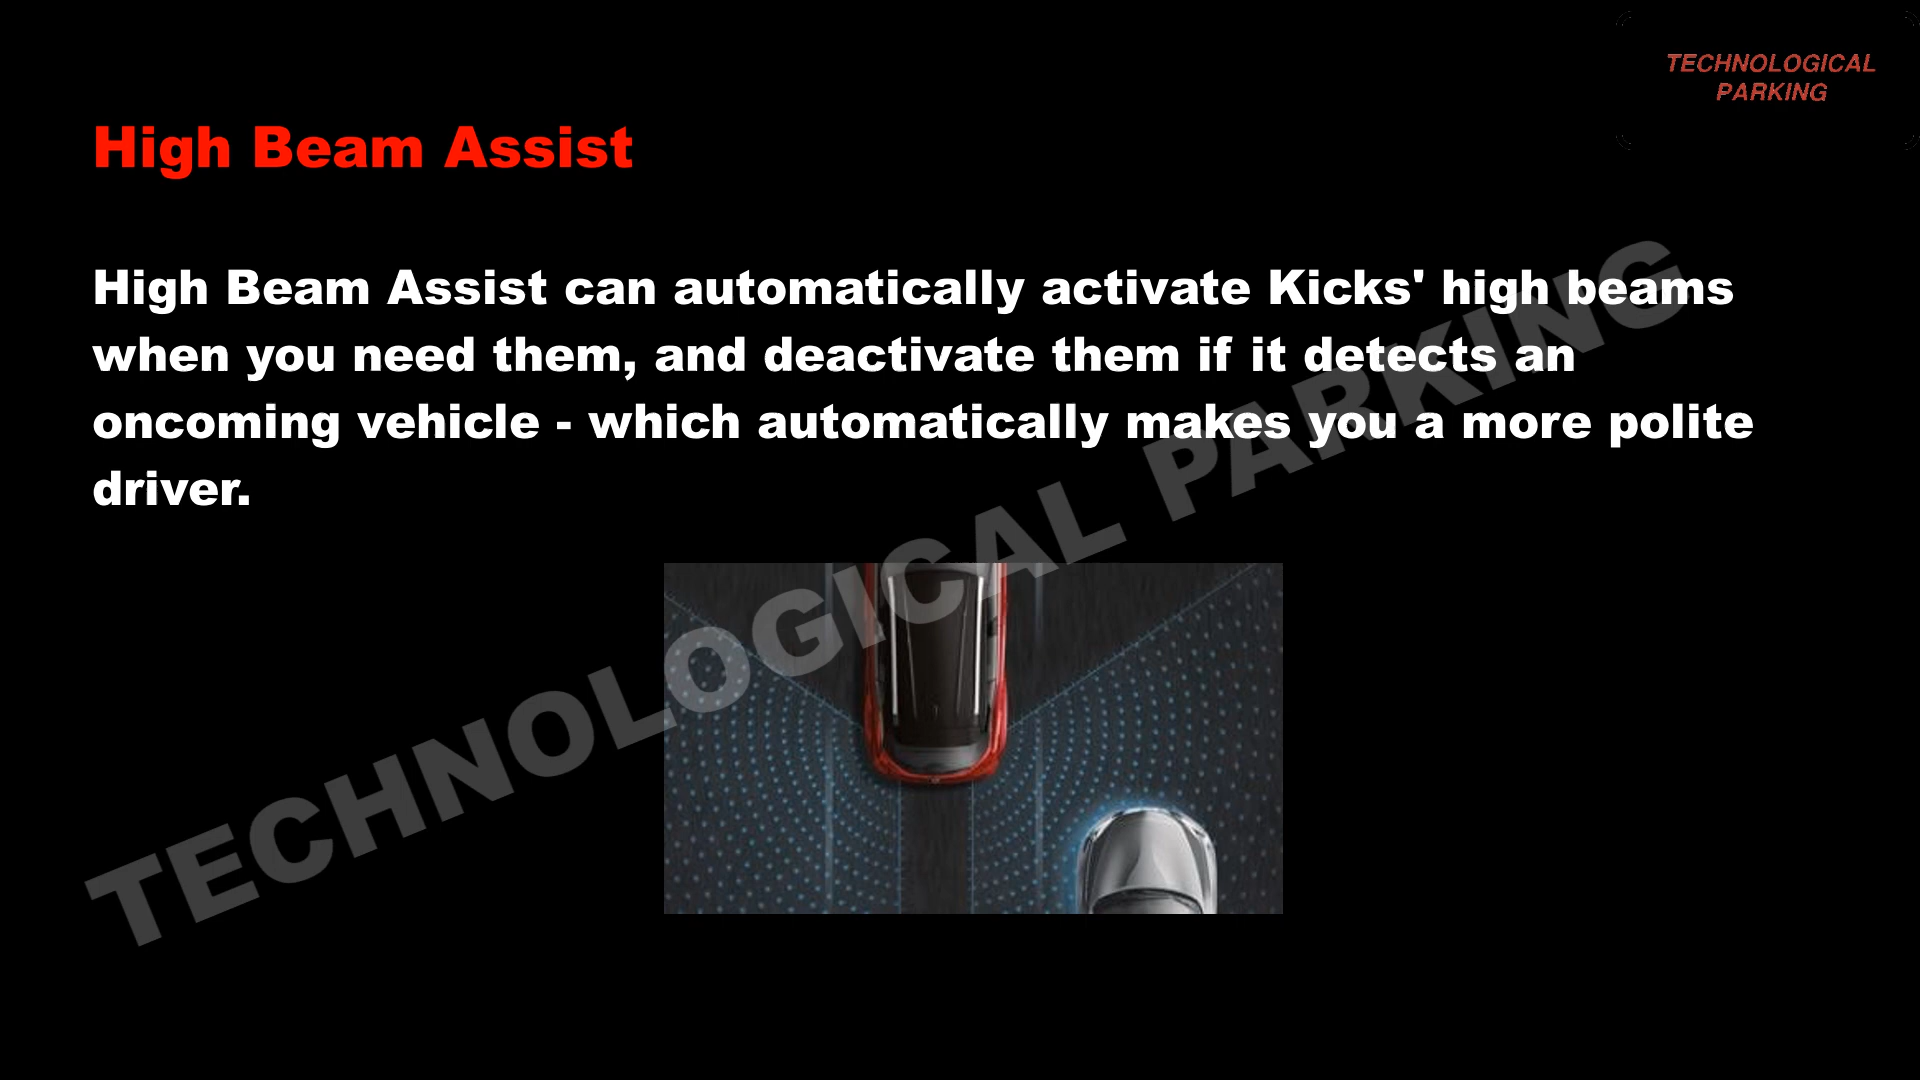 TECHNOLOGICAL
PARKING
High Beam Assist
High Beam Assist can automatically activate Kicks' high beams
when you need them, and deactivate them if it detects an
oncoming vehicle - which automatically makes you a more polite
driver.
TECHNOLOGICAL PARKING